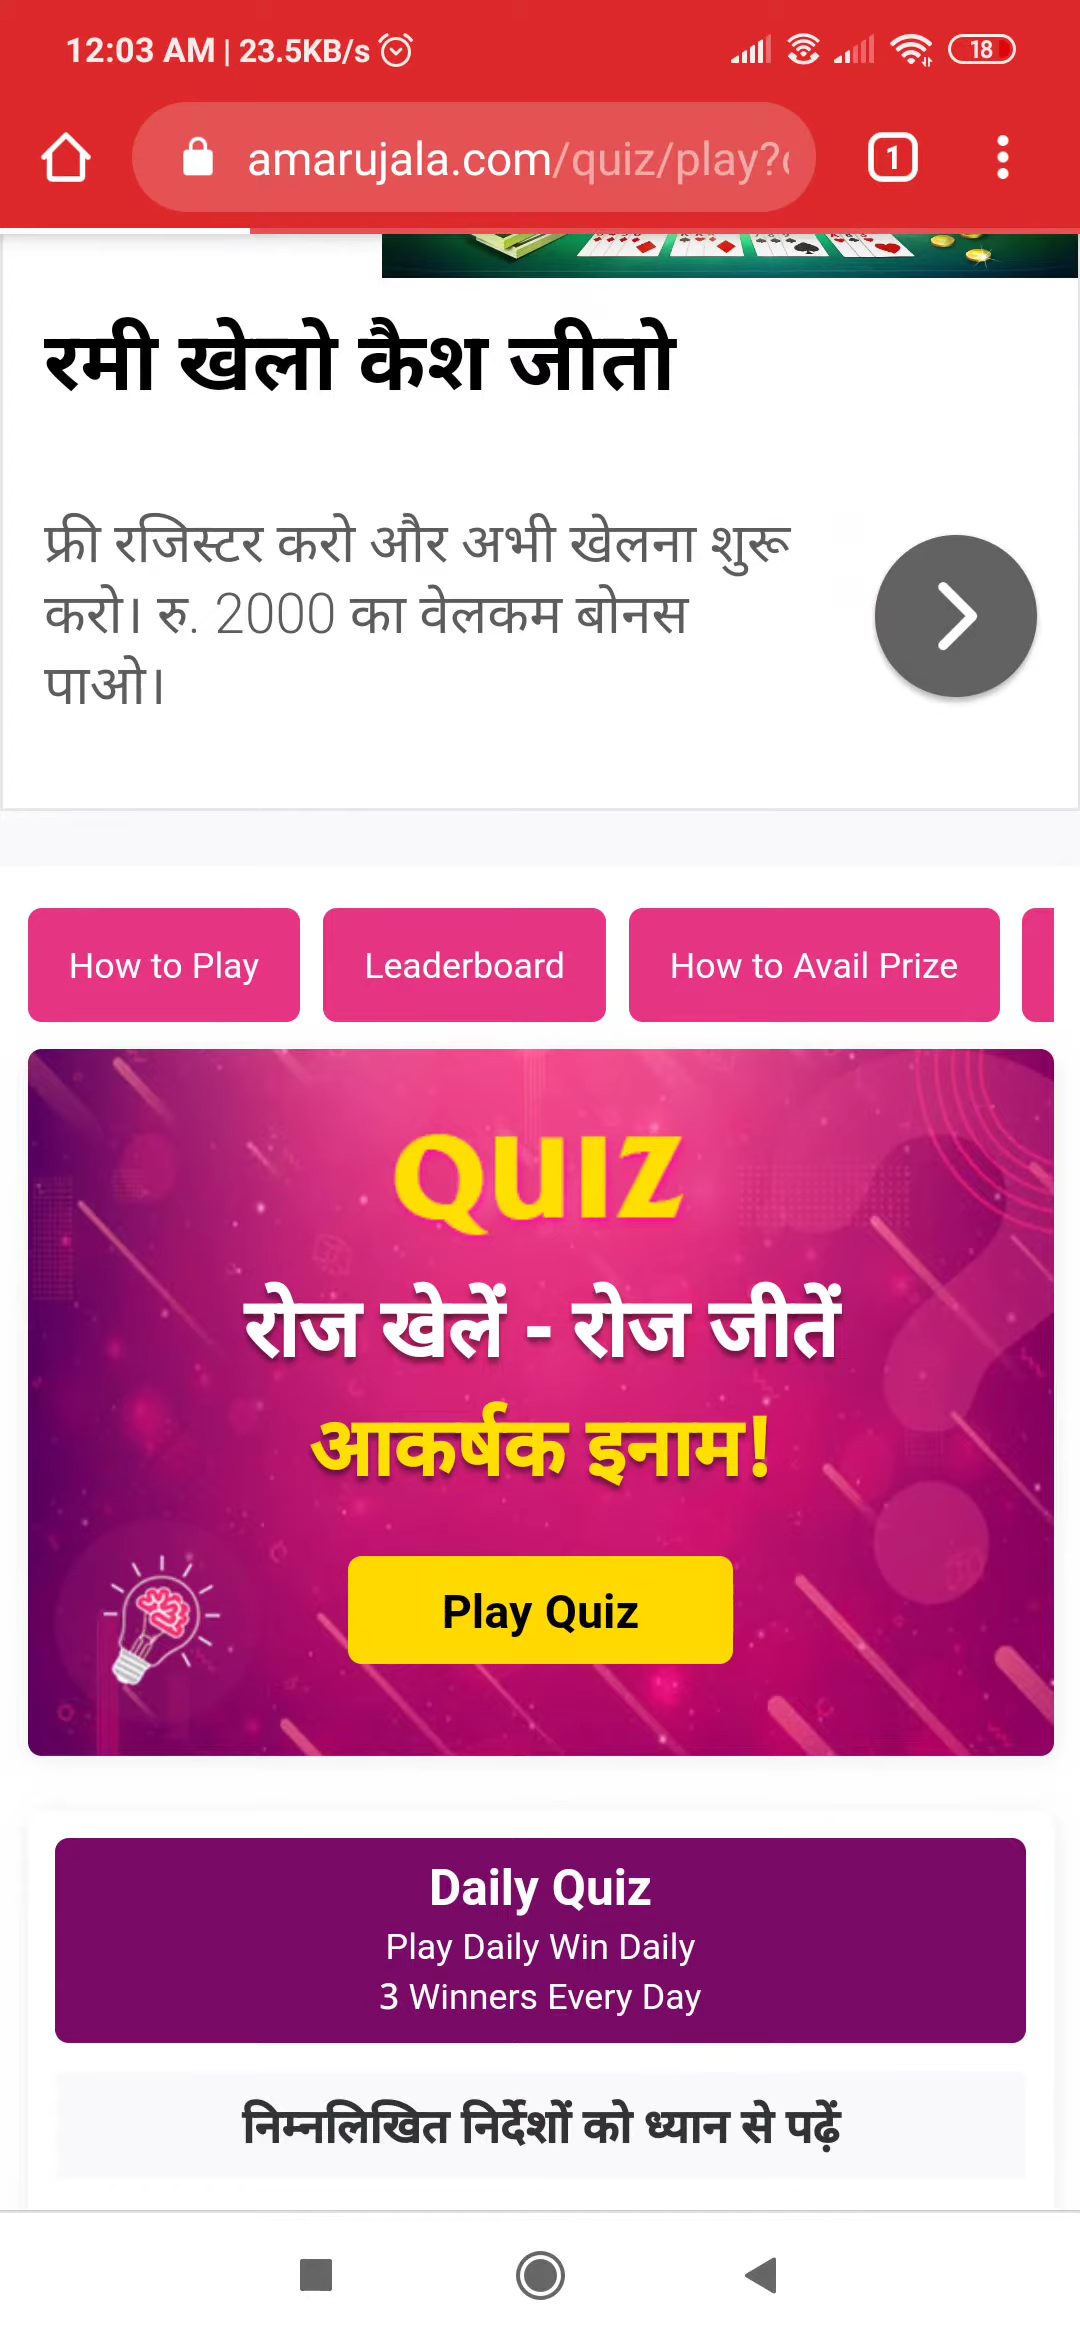 12:03 AM | 23.5KB/s
18
amarujala.com/quiz/play?
1
रमी खेलो कैश जीतो
फ्री रजिस्टर करो और अभी खेलना शुरू
करो। रु. 2000 का वेलकम बोनस
पाओ।
How to Play
Leaderboard
How to Avail Prize
QUIZ
रोज खेलें - रोज जीतें
आकर्षक इनाम!
Play Quiz
Daily Quiz
Play Daily Win Daily
3 Winners Every Day
निम्नलिखित निर्देशों को ध्यान से पढ़ें